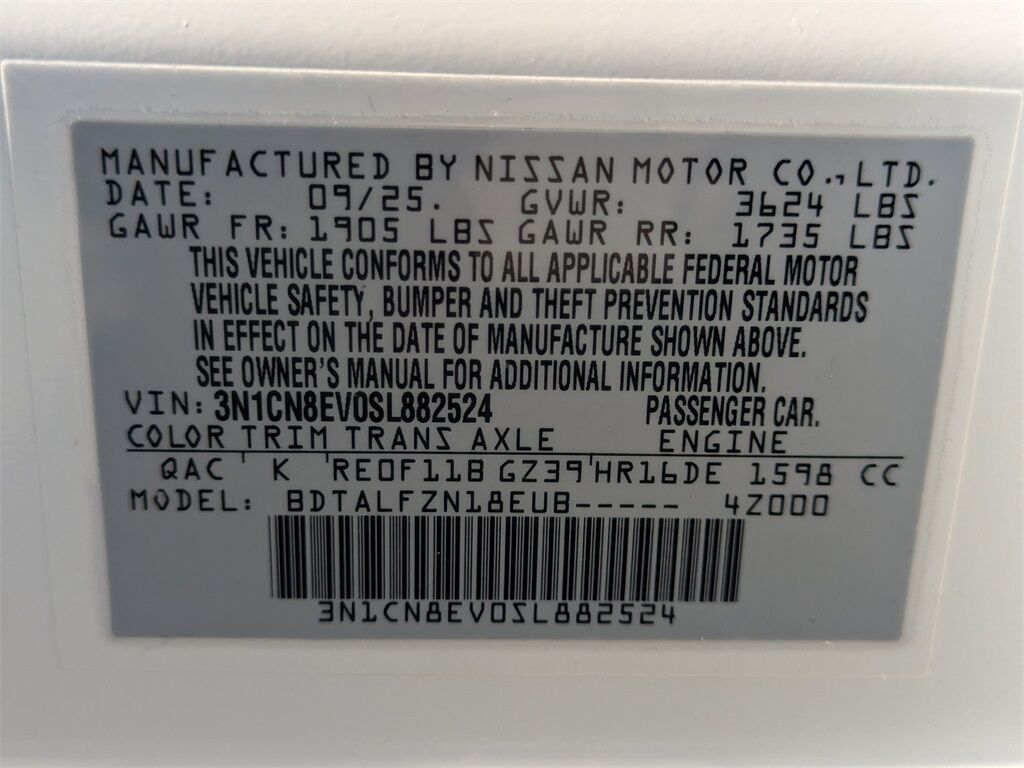 MANUFACTURED BY NISSAN MOTOR CO., LTD.
DATE: 09/25. GVWR: 3624 LBS
GAWR FR: 1905 LBS GAWR RR: 1735 LBS
THIS VEHICLE CONFORMS TO ALL APPLICABLE FEDERAL MOTOR
VEHICLE SAFETY, BUMPER AND THEFT PREVENTION STANDARDS
IN EFFECT ON THE DATE OF MANUFACTURE SHOWN ABOVE.
SEE OWNER'S MANUAL FOR ADDITIONAL INFORMATION.
VIN: 3N1CN8EV0SL882524 PASSENGER CAR.
COLOR TRIM TRANS AXLE ENGINE
QAC K RE0F11B GZ39 HR16DE 1598 CC
MODEL: BDTALFZN18EUB----- 4Z000
3N1CN8EV0SL882524